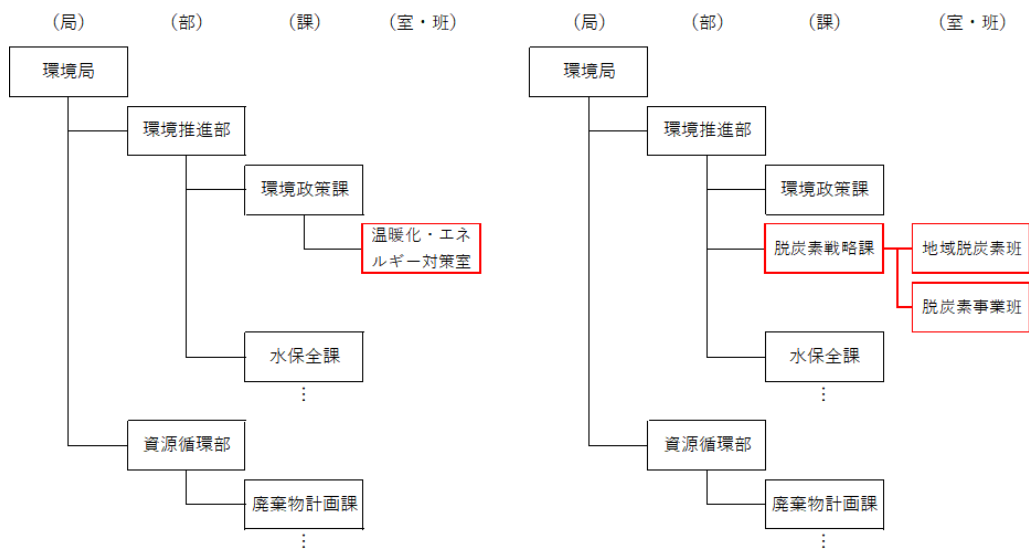 （局）
（部）
（課）
（室・班）
環境局
環境推進部
環境政策課
温暖化・エネ
ルギー対策室
水保全課
⋮
資源循環部
廃棄物計画課
⋮
（局）
（部）
（課）
（室・班）
環境局
環境推進部
環境政策課
脱炭素戦略課
地域脱炭素班
脱炭素事業班
水保全課
⋮
資源循環部
廃棄物計画課
⋮